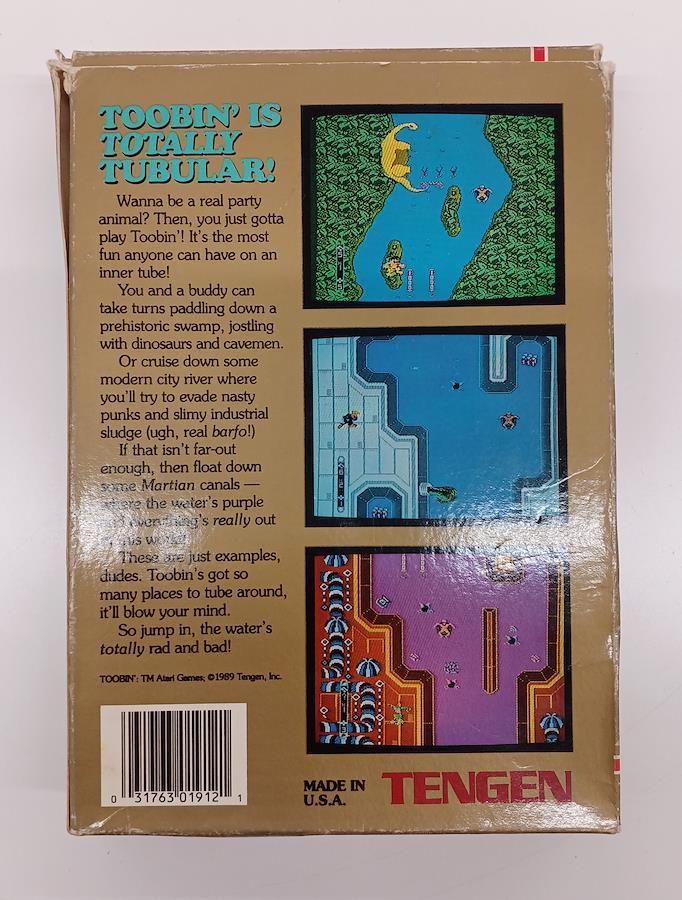 TOOBIN' IS
TOTALLY
TUBULAR!
Wanna be a real party
animal? Then, you just gotta
play Toobin'! It's the most
fun anyone can have on an
inner tube!
You and a buddy can
take turns paddling down a
prehistoric swamp, jostling
with dinosaurs and cavemen.
Or cruise down some
modern city river where
you'll try to evade nasty
punks and slimy industrial
sludge (ugh, real barfo!)
If that isn't far-out
enough, then float down
some Martian canals —
where the water's purple
and everything's really out
of this world!
These are just examples,
dudes. Toobin's got so
many places to tube around,
it'll blow your mind.
So jump in, the water's
totally rad and bad!
TOOBIN': TM Atari Games; ©1989 Tengen, Inc.
0 31763 01912 1
MADE IN
U.S.A.
TENGEN